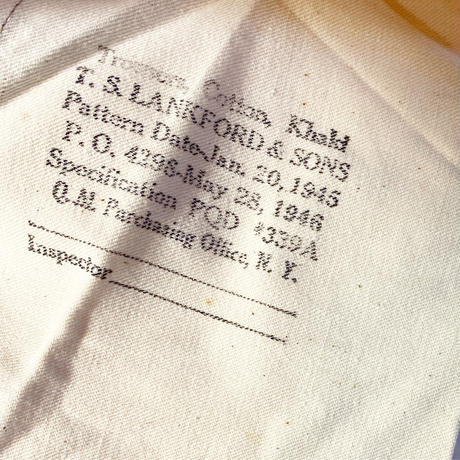 Trousers, Cotton, Khaki
T. S. LANKFORD & SONS
Pattern Date-Jan. 20, 1945
P. O. 4296-May 28, 1946
Specification PQD #339A
Q.M. Purchasing Office, N. Y.
Inspector